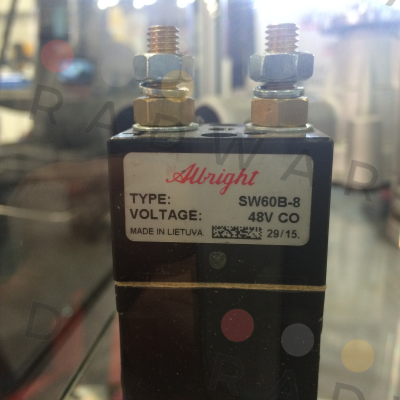 Albright
TYPE: SW60B-8
VOLTAGE: 48V CO
MADE IN LIETUVA. 29/15.